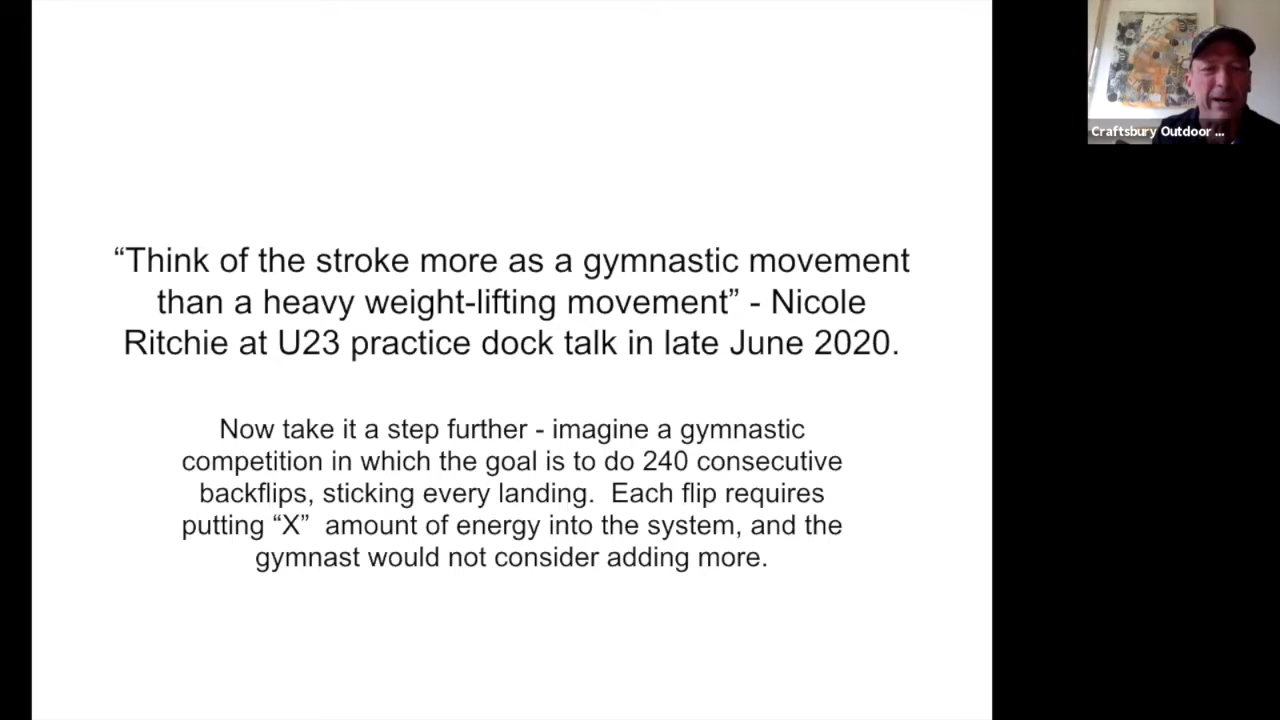 “Think of the stroke more as a gymnastic movement
than a heavy weight-lifting movement” - Nicole
Ritchie at U23 practice dock talk in late June 2020.
Now take it a step further - imagine a gymnastic
competition in which the goal is to do 240 consecutive
backflips, sticking every landing.  Each flip requires
putting “X”  amount of energy into the system, and the
gymnast would not consider adding more.
Craftsbury Outdoor ...